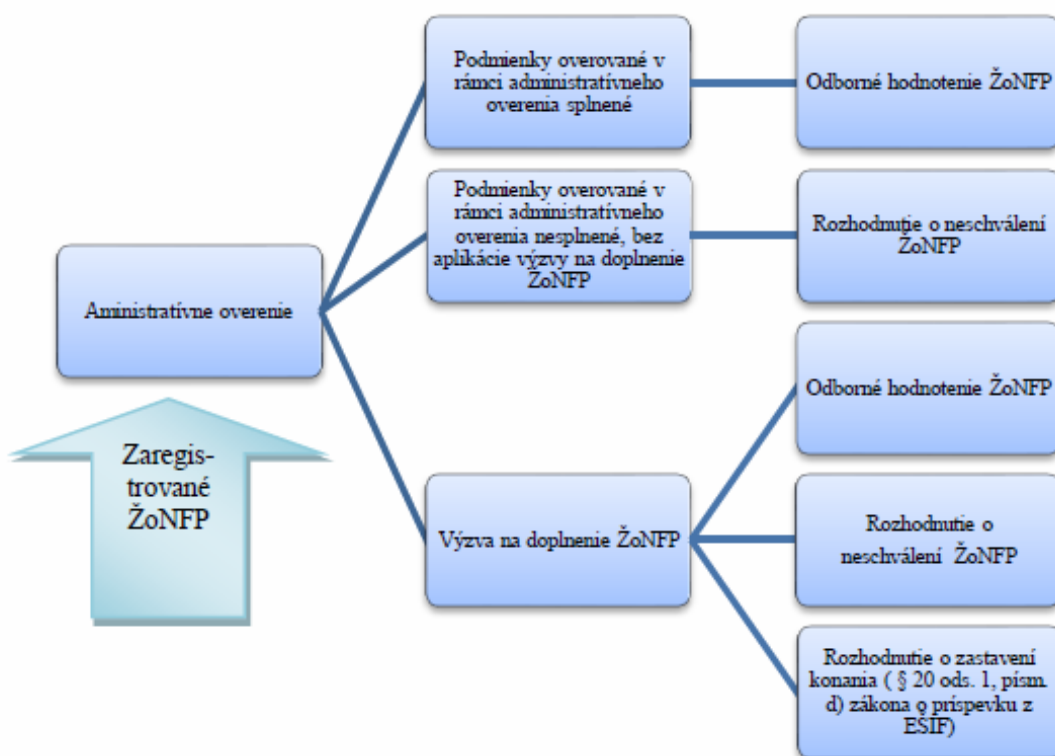 Podmienky overované v
rámci administratívneho
overenia splnené
Odborné hodnotenie ŽoNFP
Podmienky overované v
rámci administratívneho
overenia nesplnené, bez
aplikácie výzvy na doplnenie
ŽoNFP
Rozhodnutie o neschválení
ŽoNFP
Aministratívne overenie
Zaregis-
trované
ŽoNFP
Výzva na doplnenie ŽoNFP
Odborné hodnotenie ŽoNFP
Rozhodnutie o
neschválení ŽoNFP
Rozhodnutie o zastavení
konania ( § 20 ods. 1, písm.
d) zákona o príspevku z
EŠIF)